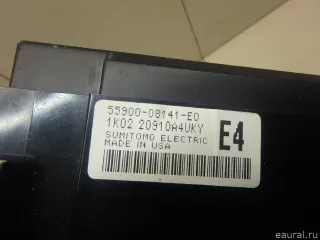 55900-08141-E0
1K02 20910A4UKY
SUMITOMO ELECTRIC
MADE IN USA
E4
eaural.ru